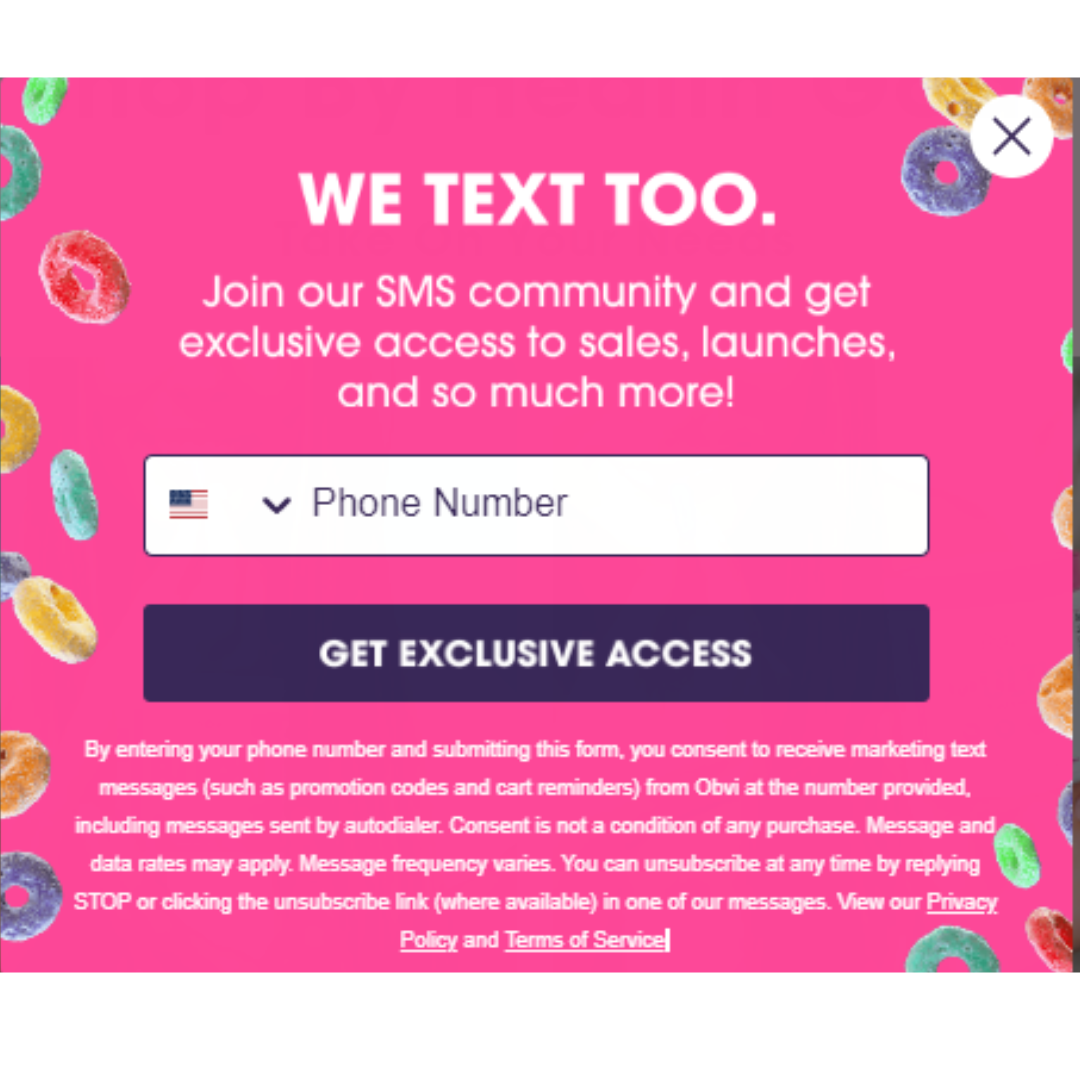 WE TEXT TOO.
Join our SMS community and get
exclusive access to sales, launches,
and so much more!
Phone Number
GET EXCLUSIVE ACCESS
By entering your phone number and submitting this form, you consent to receive marketing text
messages (such as promotion codes and cart reminders) from Obvi at the number provided,
including messages sent by autodialer. Consent is not a condition of any purchase. Message and
data rates may apply. Message frequency varies. You can unsubscribe at any time by replying
STOP or clicking the unsubscribe link (where available) in one of our messages. View our Privacy
Policy and Terms of Service